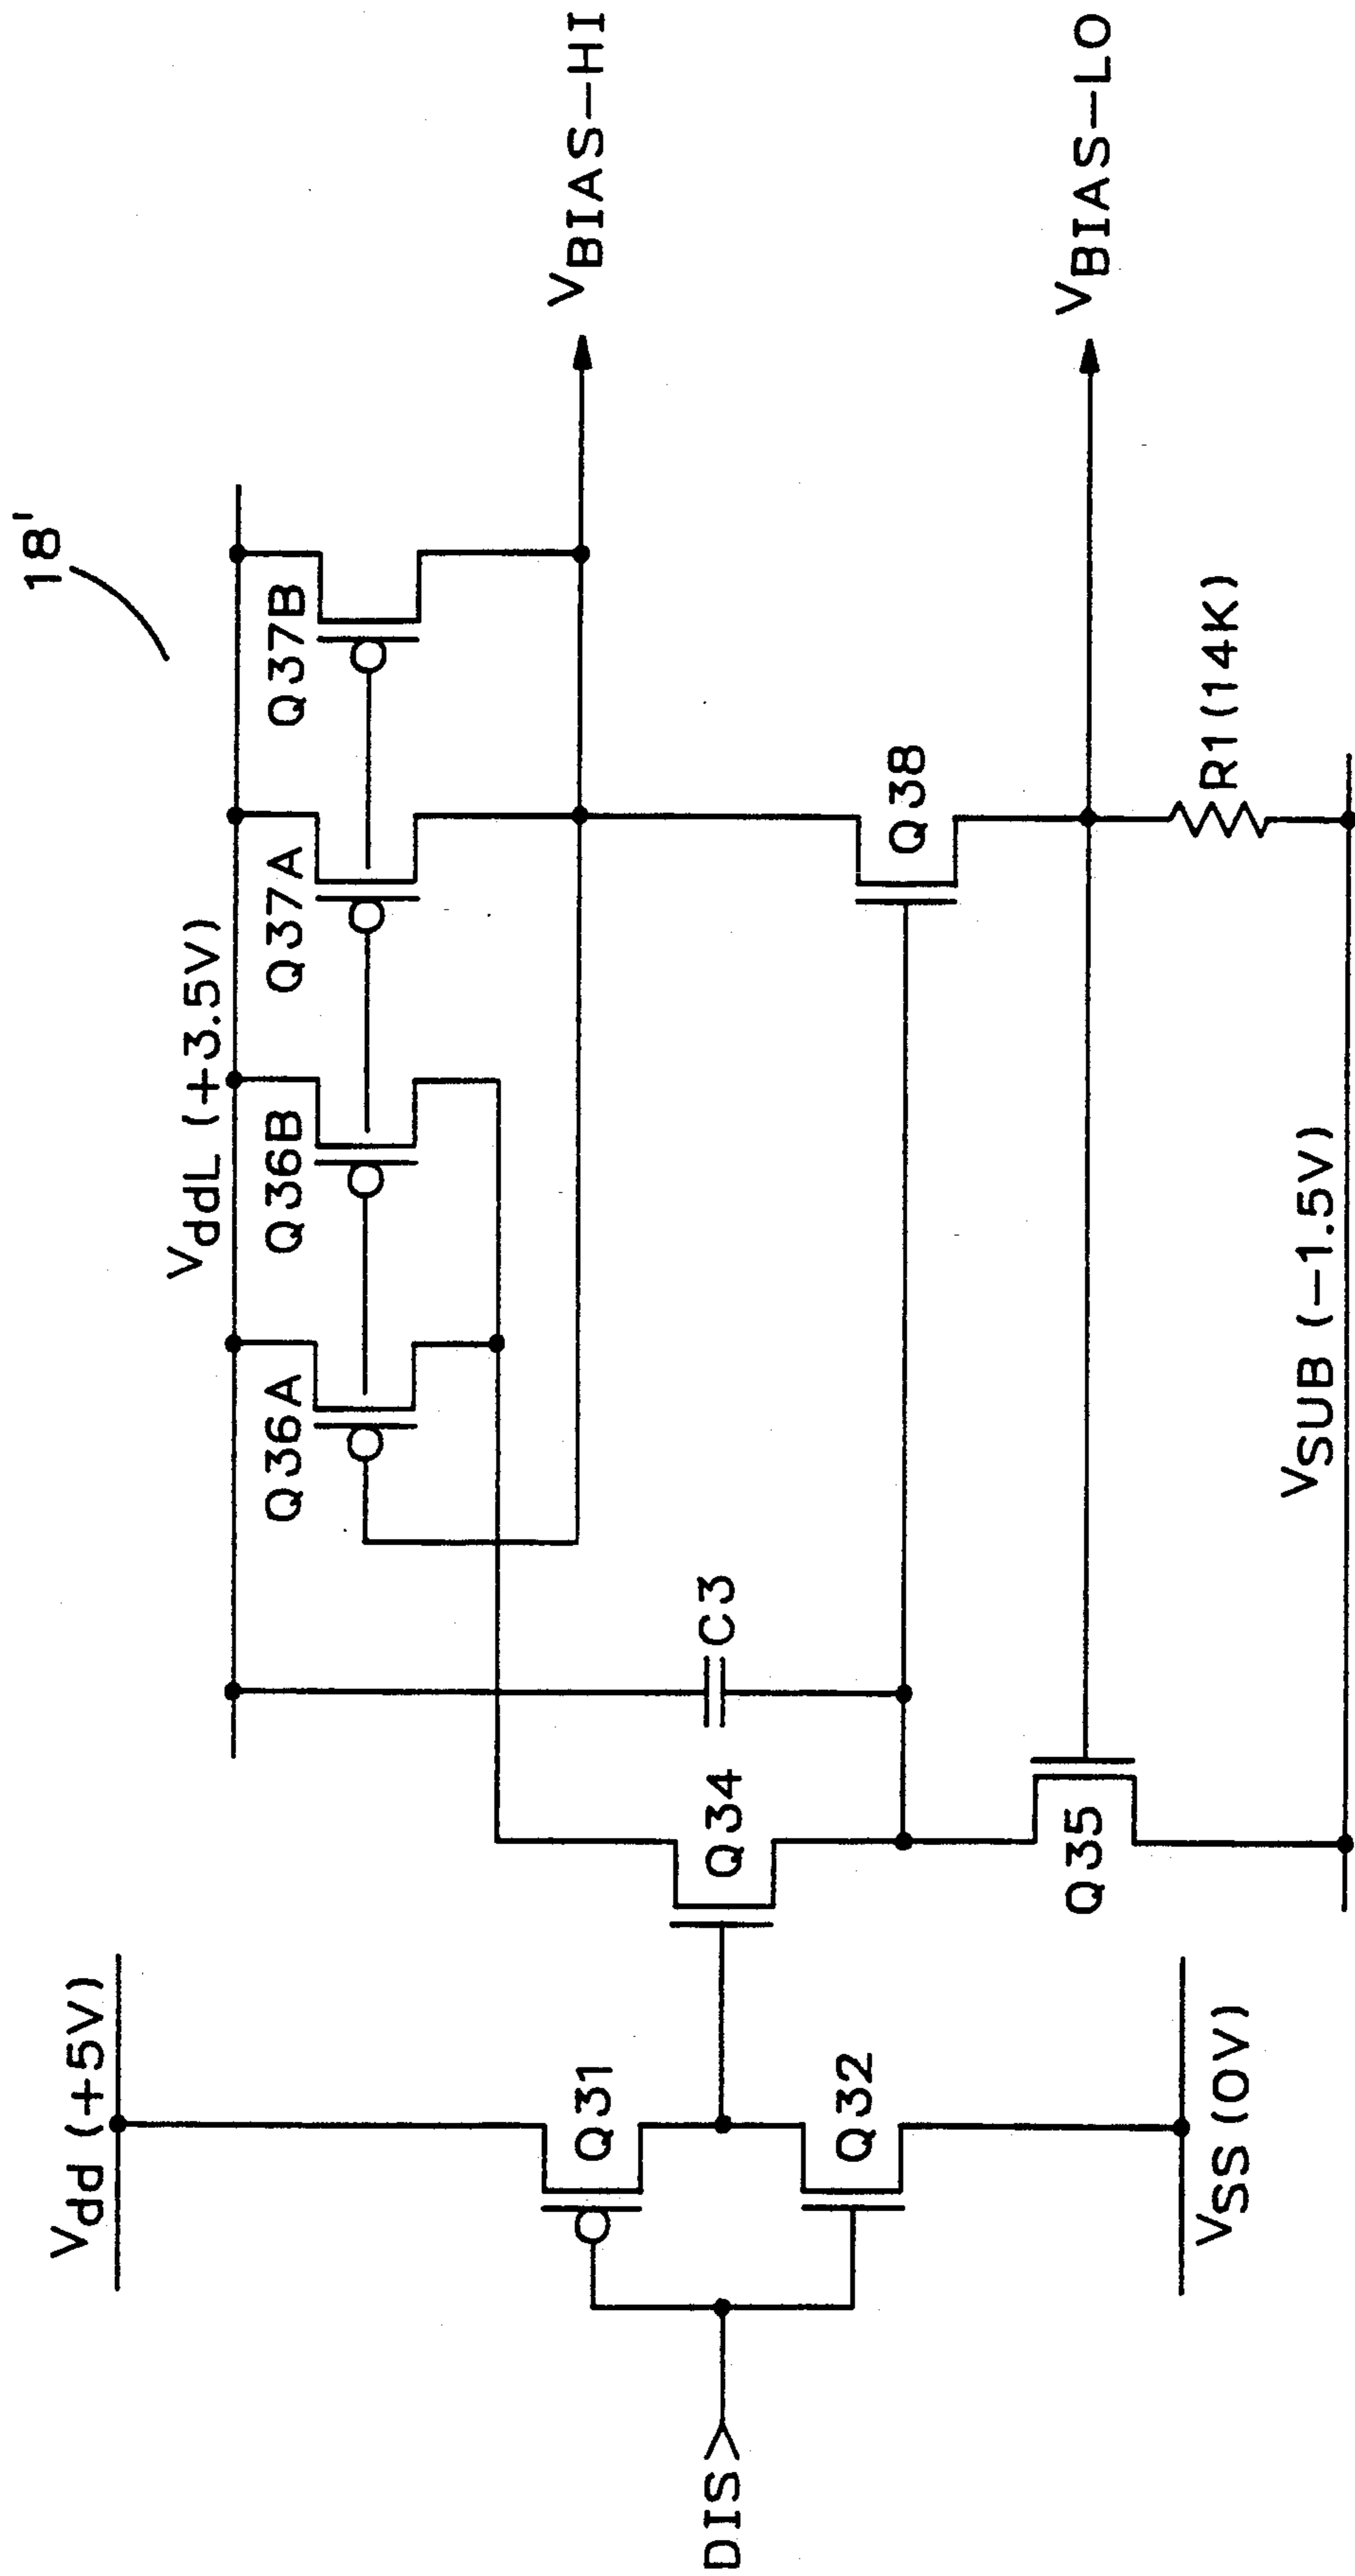 18'
Vdd (+5V)
VddL (+3.5V)
Q36A
Q36B
Q37A
Q37B
VBIAS-HI
Q31
Q34
C3
DIS>
Q32
Q38
Q35
VBIAS-LO
R1(14K)
VSS (0V)
VSUB (-1.5V)